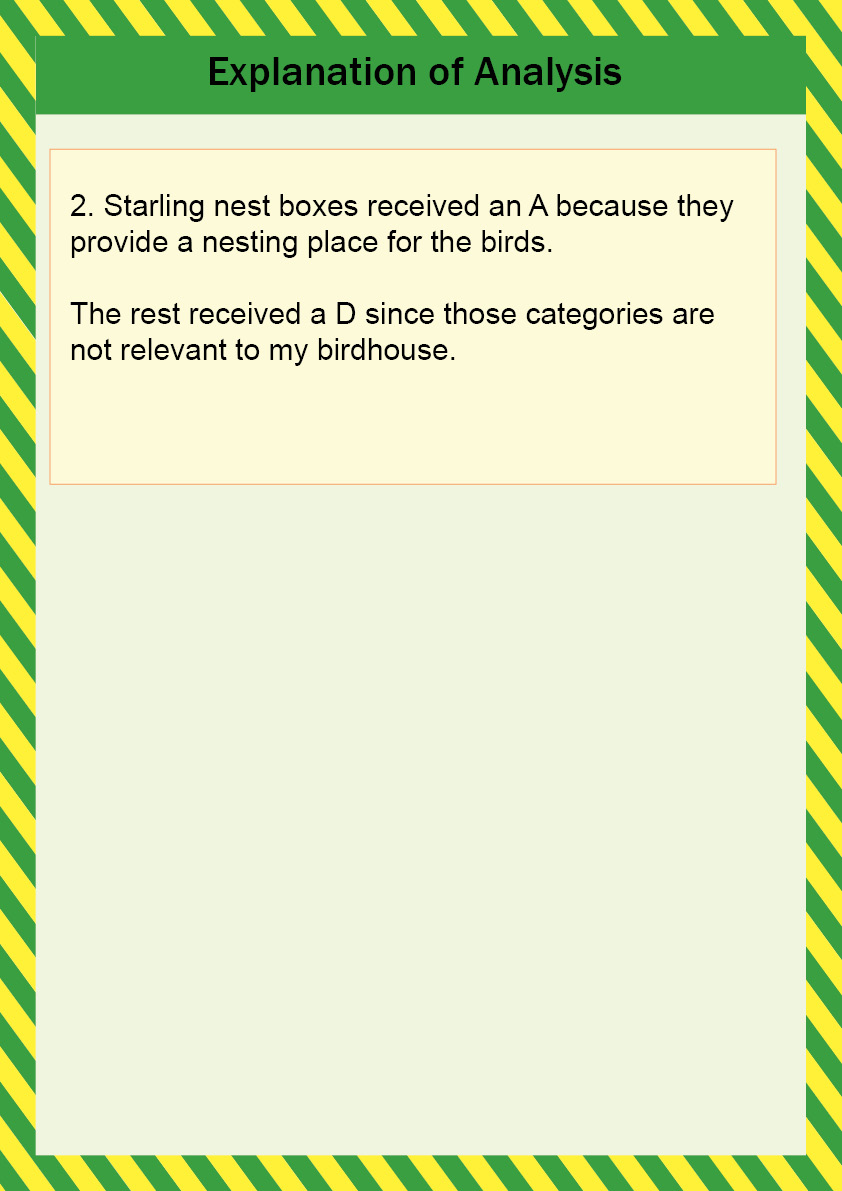 Explanation of Analysis
2. Starling nest boxes received an A because they
provide a nesting place for the birds.
The rest received a D since those categories are
not relevant to my birdhouse.